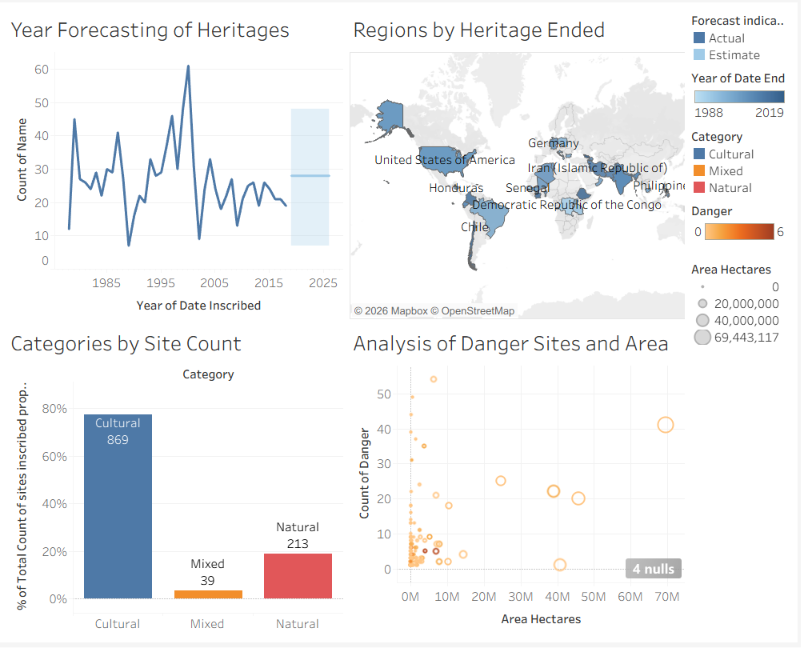 Year Forecasting of Heritages
60
50
40
30
20
10
0
Count of Name
1985
1995
2005
2015
2025
Year of Date Inscribed
Regions by Heritage Ended
Germany
United States of America
Iran (Islamic Republic of)
Honduras
Senegal
Philippine
Democratic Republic of the Congo
Chile
© 2026 Mapbox © OpenStreetMap
Forecast indica..
Actual
Estimate
Year of Date End
1988 2019
Category
Cultural
Mixed
Natural
Danger
0 6
Area Hectares
0
20,000,000
40,000,000
69,443,117
Categories by Site Count
Category
% of Total Count of sites inscribed prop..
80%
60%
40%
20%
0%
Cultural
869
Mixed
39
Natural
213
Cultural
Mixed
Natural
Analysis of Danger Sites and Area
Count of Danger
50
40
30
20
10
0
4 nulls
0M 10M 20M 30M 40M 50M 60M 70M
Area Hectares